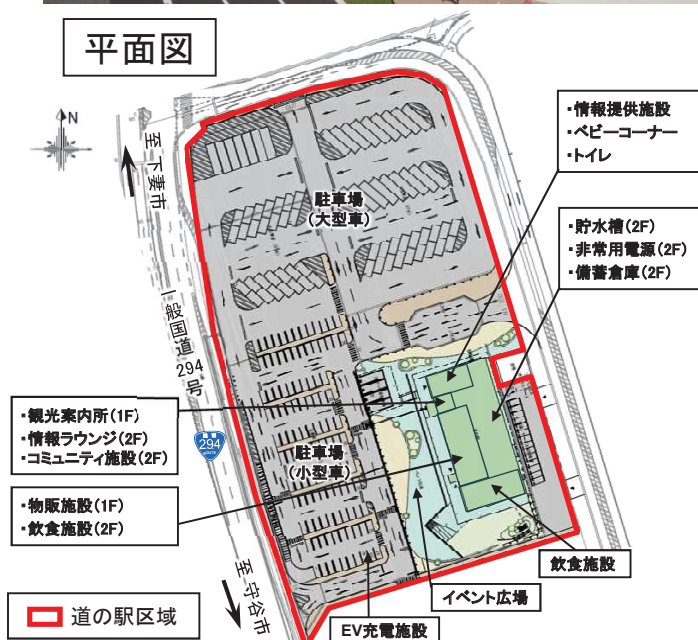 平面図
N
至下妻市
一般国道294号
294
至守谷市
駐車場
(大型車)
駐車場
(小型車)
・情報提供施設
・ベビーコーナー
・トイレ
・貯水槽(2F)
・非常用電源(2F)
・備蓄倉庫(2F)
・観光案内所(1F)
・情報ラウンジ(2F)
・コミュニティ施設(2F)
・物販施設(1F)
・飲食施設(2F)
飲食施設
イベント広場
EV充電施設
道の駅区域